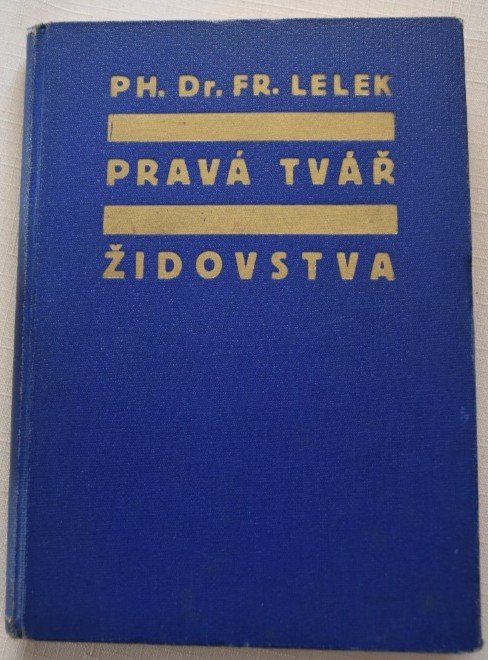 PH. Dr. FR. LELEK
PRAVÁ TVÁŘ
ŽIDOVSTVA